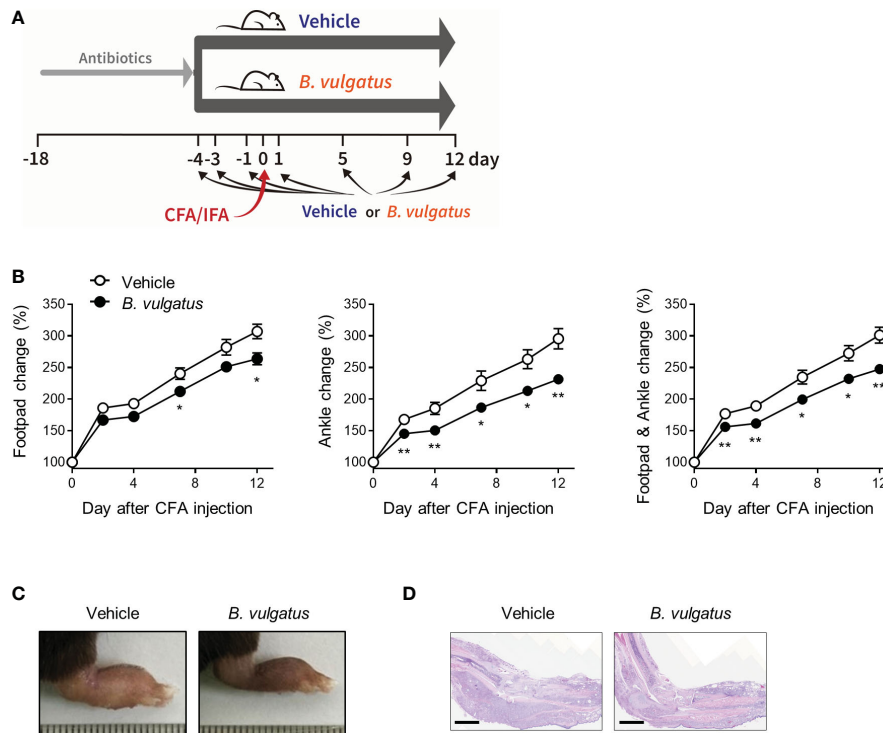 A
Vehicle
Antibiotics
B. vulgatus
-18 -4 -3 -1 0 1 5 9 12 day
CFA/IFA
Vehicle or B. vulgatus
B
Vehicle
B. vulgatus
350
300
250
200
150
100
0 4 8 12
Footpad change (%)
Day after CFA injection
* *
350
300
250
200
150
100
0 4 8 12
Ankle change (%)
Day after CFA injection
** ** * * **
350
300
250
200
150
100
0 4 8 12
Footpad & Ankle change (%)
Day after CFA injection
** ** * * **
C
Vehicle B. vulgatus
D
Vehicle B. vulgatus